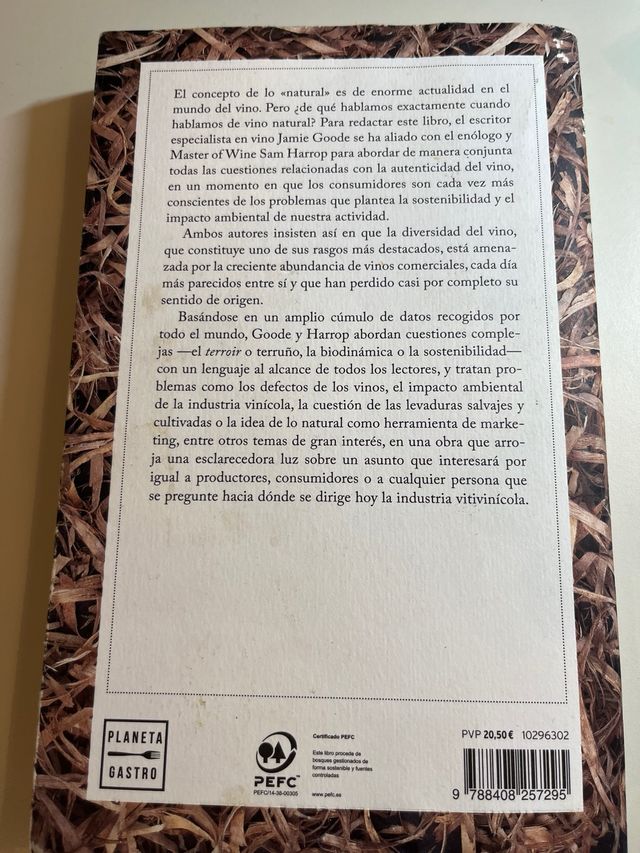 El concepto de lo «natural» es de enorme actualidad en el
mundo del vino. Pero ¿de qué hablamos exactamente cuando
hablamos de vino natural? Para redactar este libro, el escritor
especialista en vino Jamie Goode se ha aliado con el enólogo y
Master of Wine Sam Harrop para abordar de manera conjunta
todas las cuestiones relacionadas con la autenticidad del vino,
en un momento en que los consumidores son cada vez más
conscientes de los problemas que plantea la sostenibilidad y el
impacto ambiental de nuestra actividad.
Ambos autores insisten así en que la diversidad del vino,
que constituye uno de sus rasgos más destacados, está amena-
zada por la creciente abundancia de vinos comerciales, cada día
más parecidos entre sí y que han perdido casi por completo su
sentido de origen.
Basándose en un amplio cúmulo de datos recogidos por
todo el mundo, Goode y Harrop abordan cuestiones comple-
jas —el terroir o terruño, la biodinámica o la sostenibilidad—
con un lenguaje al alcance de todos los lectores, y tratan pro-
blemas como los defectos de los vinos, el impacto ambiental
de la industria vinícola, la cuestión de las levaduras salvajes y
cultivadas o la idea de lo natural como herramienta de marke-
ting, entre otros temas de gran interés, en una obra que arro-
ja una esclarecedora luz sobre un asunto que interesará por
igual a productores, consumidores o a cualquier persona que
se pregunte hacia dónde se dirige hoy la industria vitivinícola.
PLANETA
GASTRO
PEFC
PEFC/14-38-00305
Certificado PEFC
Este libro procede de
bosques gestionados de
forma sostenible y fuentes
controladas
www.pefc.es
PVP 20,50 € 10296302
9 788408 257295